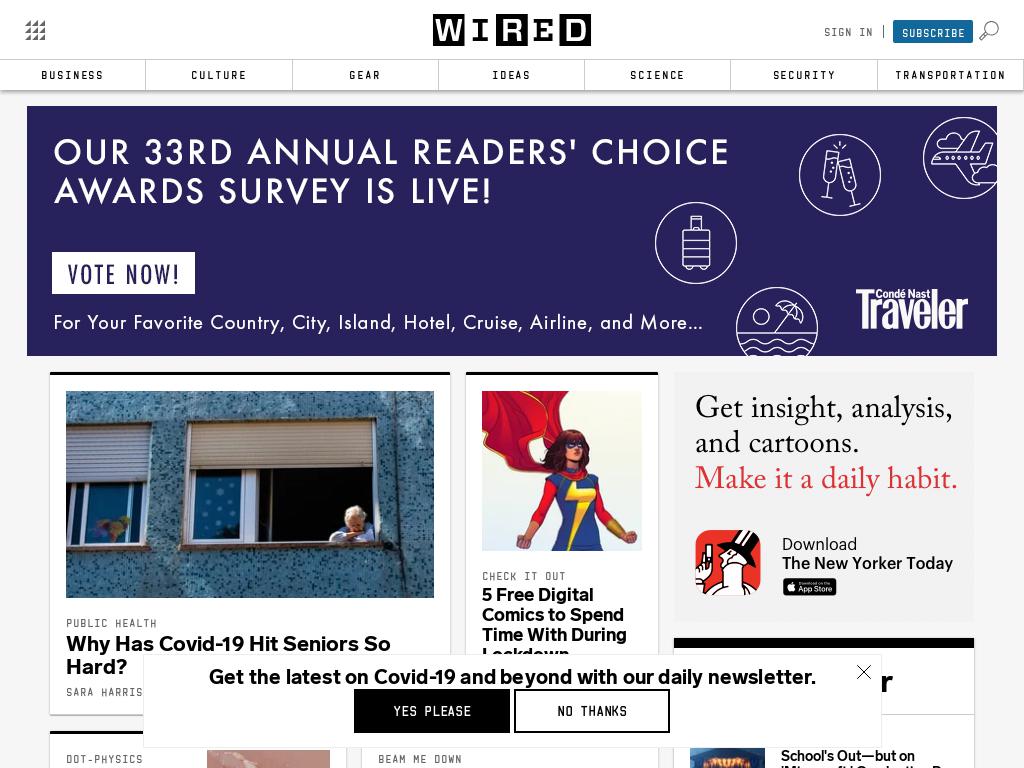 WIRED
SIGN IN
SUBSCRIBE
BUSINESS
CULTURE
GEAR
IDEAS
SCIENCE
SECURITY
TRANSPORTATION
OUR 33RD ANNUAL READERS' CHOICE
AWARDS SURVEY IS LIVE!
VOTE NOW!
For Your Favorite Country, City, Island, Hotel, Cruise, Airline, and More...
Condé Nast
Traveler
PUBLIC HEALTH
Why Has Covid-19 Hit Seniors So
Hard?
SARA HARRIS
CHECK IT OUT
5 Free Digital
Comics to Spend
Time With During
Lockdown
Get insight, analysis,
and cartoons.
Make it a daily habit.
Download
The New Yorker Today
Download on the
App Store
Get the latest on Covid-19 and beyond with our daily newsletter.
YES PLEASE
NO THANKS
DOT-PHYSICS
BEAM ME DOWN
School's Out—but on